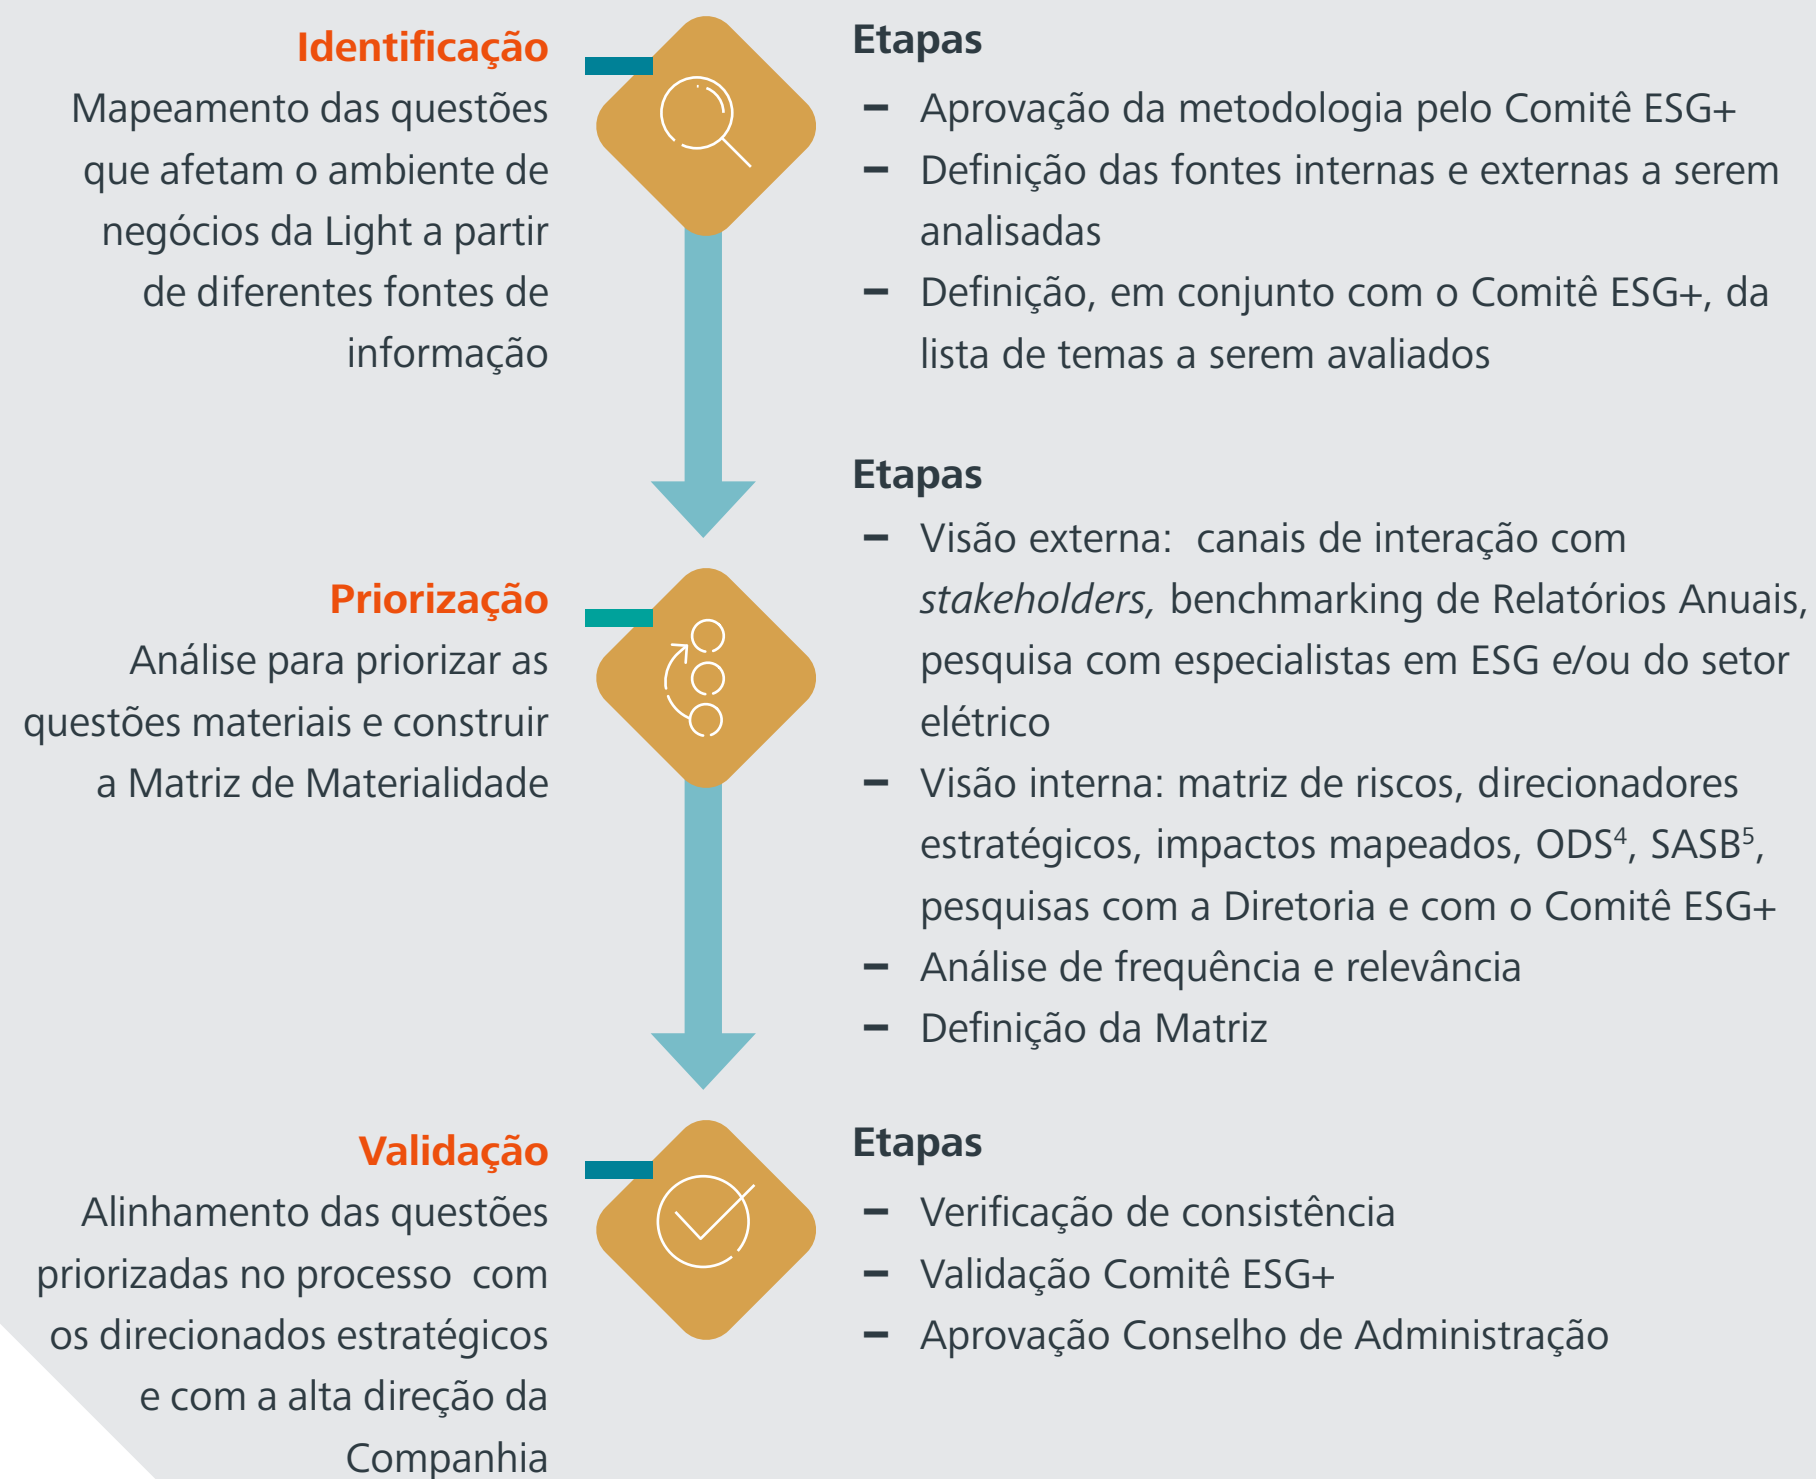 Identificação
Mapeamento das questões
que afetam o ambiente de
negócios da Light a partir
de diferentes fontes de
informação
Etapas
– Aprovação da metodologia pelo Comitê ESG+
– Definição das fontes internas e externas a serem
analisadas
– Definição, em conjunto com o Comitê ESG+, da
lista de temas a serem avaliados
Priorização
Análise para priorizar as
questões materiais e construir
a Matriz de Materialidade
Etapas
– Visão externa: canais de interação com
stakeholders, benchmarking de Relatórios Anuais,
pesquisa com especialistas em ESG e/ou do setor
elétrico
– Visão interna: matriz de riscos, direcionadores
estratégicos, impactos mapeados, ODS⁴, SASB⁵,
pesquisas com a Diretoria e com o Comitê ESG+
– Análise de frequência e relevância
– Definição da Matriz
Validação
Alinhamento das questões
priorizadas no processo com
os direcionados estratégicos
e com a alta direção da
Companhia
Etapas
– Verificação de consistência
– Validação Comitê ESG+
– Aprovação Conselho de Administração